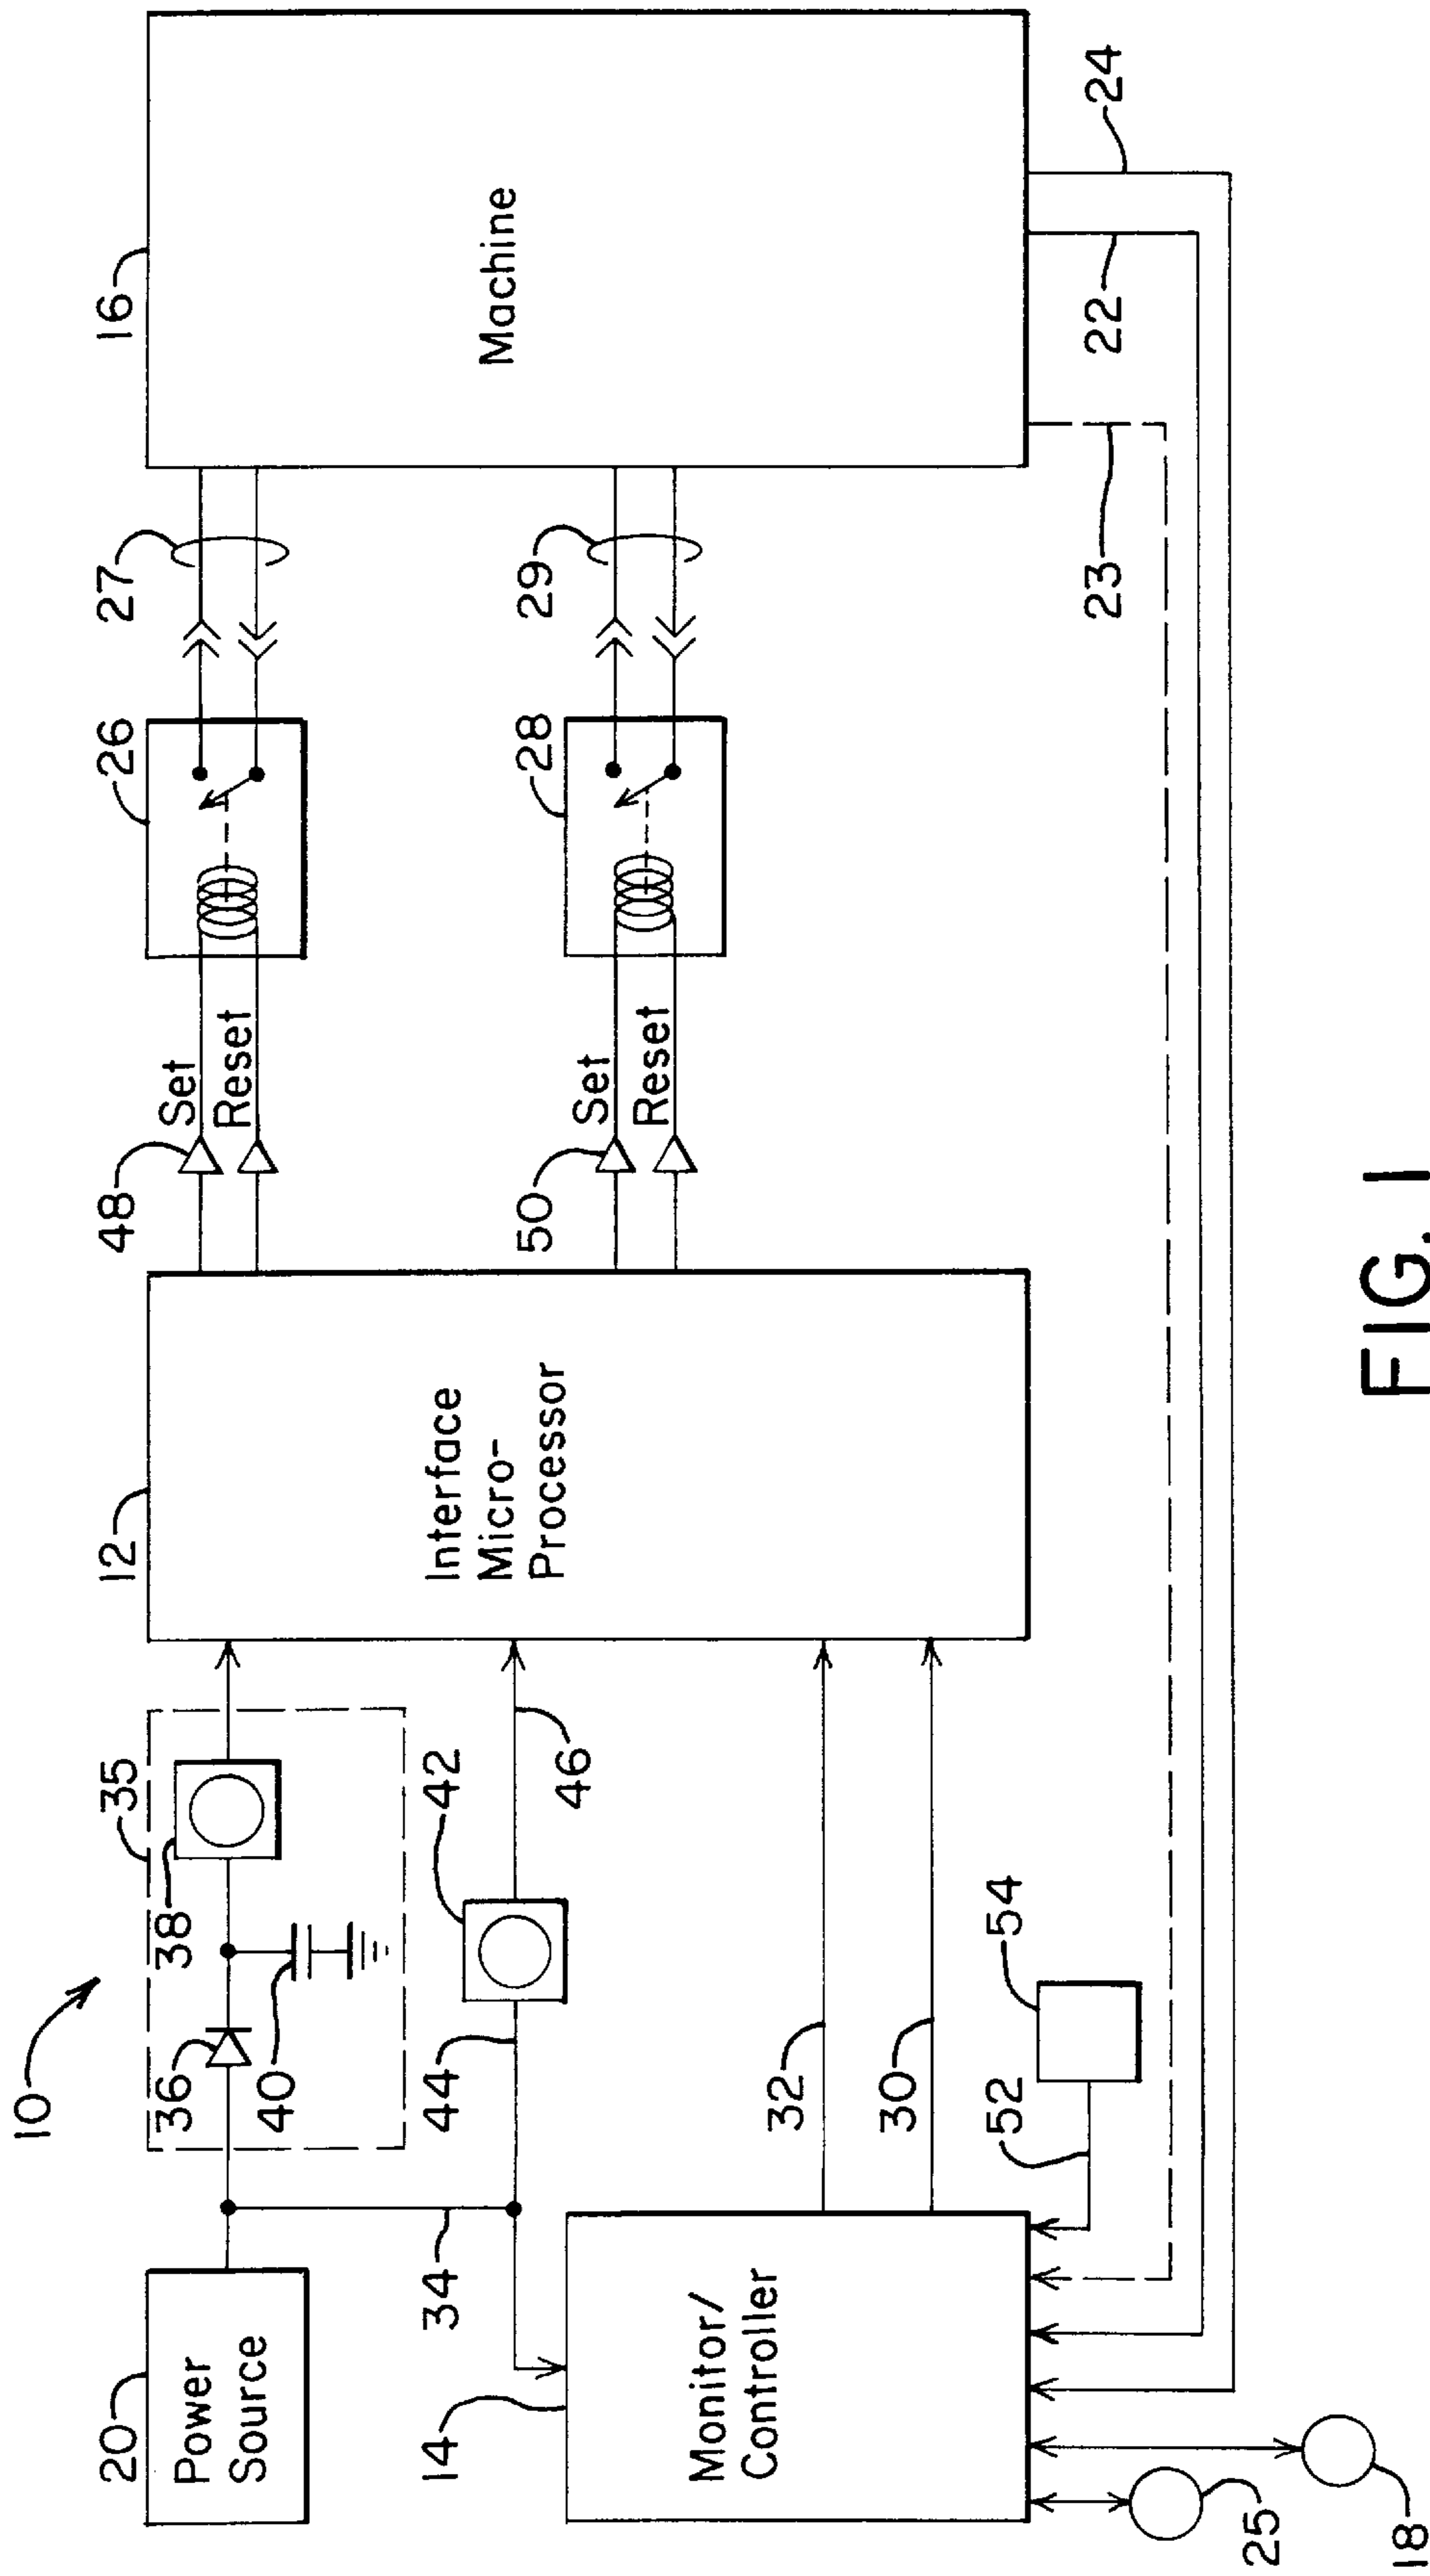 10
20
Power
Source
36
38
35
40
34
44
42
46
12
Interface
Micro-
Processor
48
Set
Reset
26
27
16
Machine
50
Set
Reset
28
29
14
Monitor/
Controller
32
30
52
54
25
18
23
22
24
FIG. 1